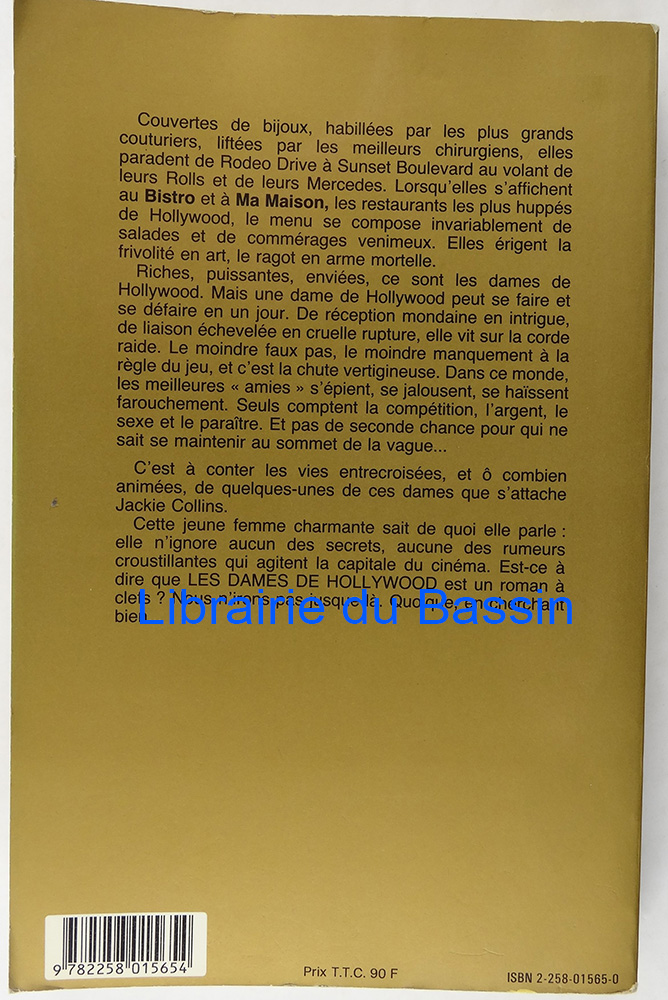 Couvertes de bijoux, habillées par les plus grands
couturiers, liftées par les meilleurs chirurgiens, elles
paradent de Rodeo Drive à Sunset Boulevard au volant de
leurs Rolls et de leurs Mercedes. Lorsqu'elles s'affichent
au Bistro et à Ma Maison, les restaurants les plus huppés
de Hollywood, le menu se compose invariablement de
salades et de commérages venimeux. Elles érigent la
frivolité en art, le ragot en arme mortelle.
Riches, puissantes, enviées, ce sont les dames de
Hollywood. Mais une dame de Hollywood peut se faire et
se défaire en un jour. De réception mondaine en intrigue,
de liaison échevelée en cruelle rupture, elle vit sur la corde
raide. Le moindre faux pas, le moindre manquement à la
règle du jeu, et c'est la chute vertigineuse. Dans ce monde,
les meilleures « amies » s'épient, se jalousent, se haïssent
farouchement. Seuls comptent la compétition, l'argent, le
sexe et le paraître. Et pas de seconde chance pour qui ne
sait se maintenir au sommet de la vague...
C'est à conter les vies entrecroisées, et ô combien
animées, de quelques-unes de ces dames que s'attache
Jackie Collins.
Cette jeune femme charmante sait de quoi elle parle :
elle n'ignore aucun des secrets, aucune des rumeurs
croustillantes qui agitent la capitale du cinéma. Est-ce à
dire que LES DAMES DE HOLLYWOOD est un roman à
clefs ? Nous n'irons pas jusque là. Quoique, en cherchant
bien
Librairie du Bassin
9 782258 015654
Prix T.T.C. 90 F
ISBN 2-258-01565-0